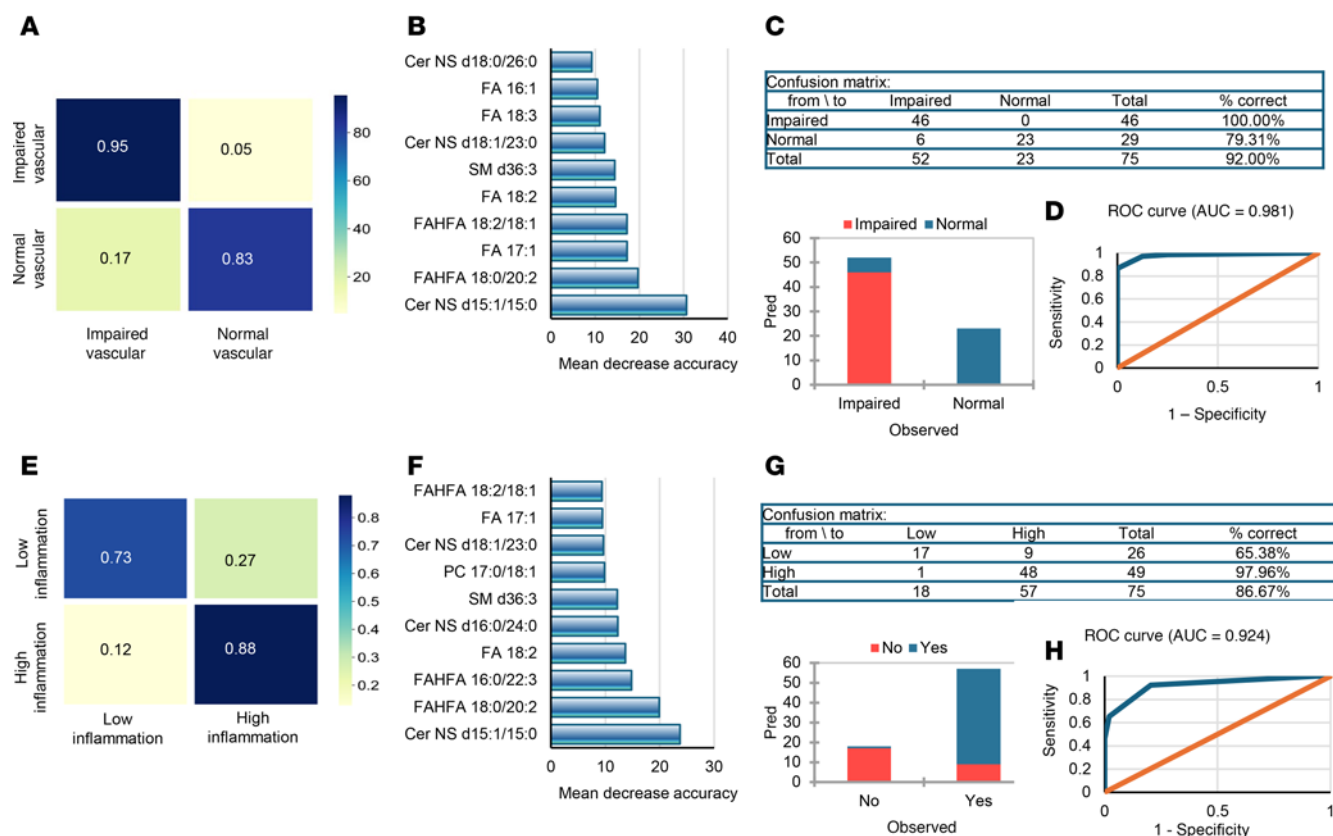 A
Impaired
vascular
Normal
vascular
0.95
0.05
0.17
0.83
Impaired
vascular
Normal
vascular
80
60
40
20
B
Cer NS d18:0/26:0
FA 16:1
FA 18:3
Cer NS d18:1/23:0
SM d36:3
FA 18:2
FAHFA 18:2/18:1
FA 17:1
FAHFA 18:0/20:2
Cer NS d15:1/15:0
0 10 20 30 40
Mean decrease accuracy
C
Confusion matrix:
from \ to Impaired Normal Total % correct
Impaired 46 0 46 100.00%
Normal 6 23 29 79.31%
Total 52 23 75 92.00%
Impaired Normal
60
50
40
30
20
10
0
Pred
Impaired Normal
Observed
D
ROC curve (AUC = 0.981)
1
0.8
0.6
0.4
0.2
0
Sensitivity
0 0.5 1
1 – Specificity
E
Low
inflammation
High
inflammation
0.73
0.27
0.12
0.88
Low
inflammation
High
inflammation
0.8
0.7
0.6
0.5
0.4
0.3
0.2
F
FAHFA 18:2/18:1
FA 17:1
Cer NS d18:1/23:0
PC 17:0/18:1
SM d36:3
Cer NS d16:0/24:0
FA 18:2
FAHFA 16:0/22:3
FAHFA 18:0/20:2
Cer NS d15:1/15:0
0 10 20 30
Mean decrease accuracy
G
Confusion matrix:
from \ to Low High Total % correct
Low 17 9 26 65.38%
High 1 48 49 97.96%
Total 18 57 75 86.67%
No Yes
60
50
40
30
20
10
0
Pred
No Yes
Observed
H
ROC curve (AUC = 0.924)
1
0.8
0.6
0.4
0.2
0
Sensitivity
0 0.5 1
1 - Specificity